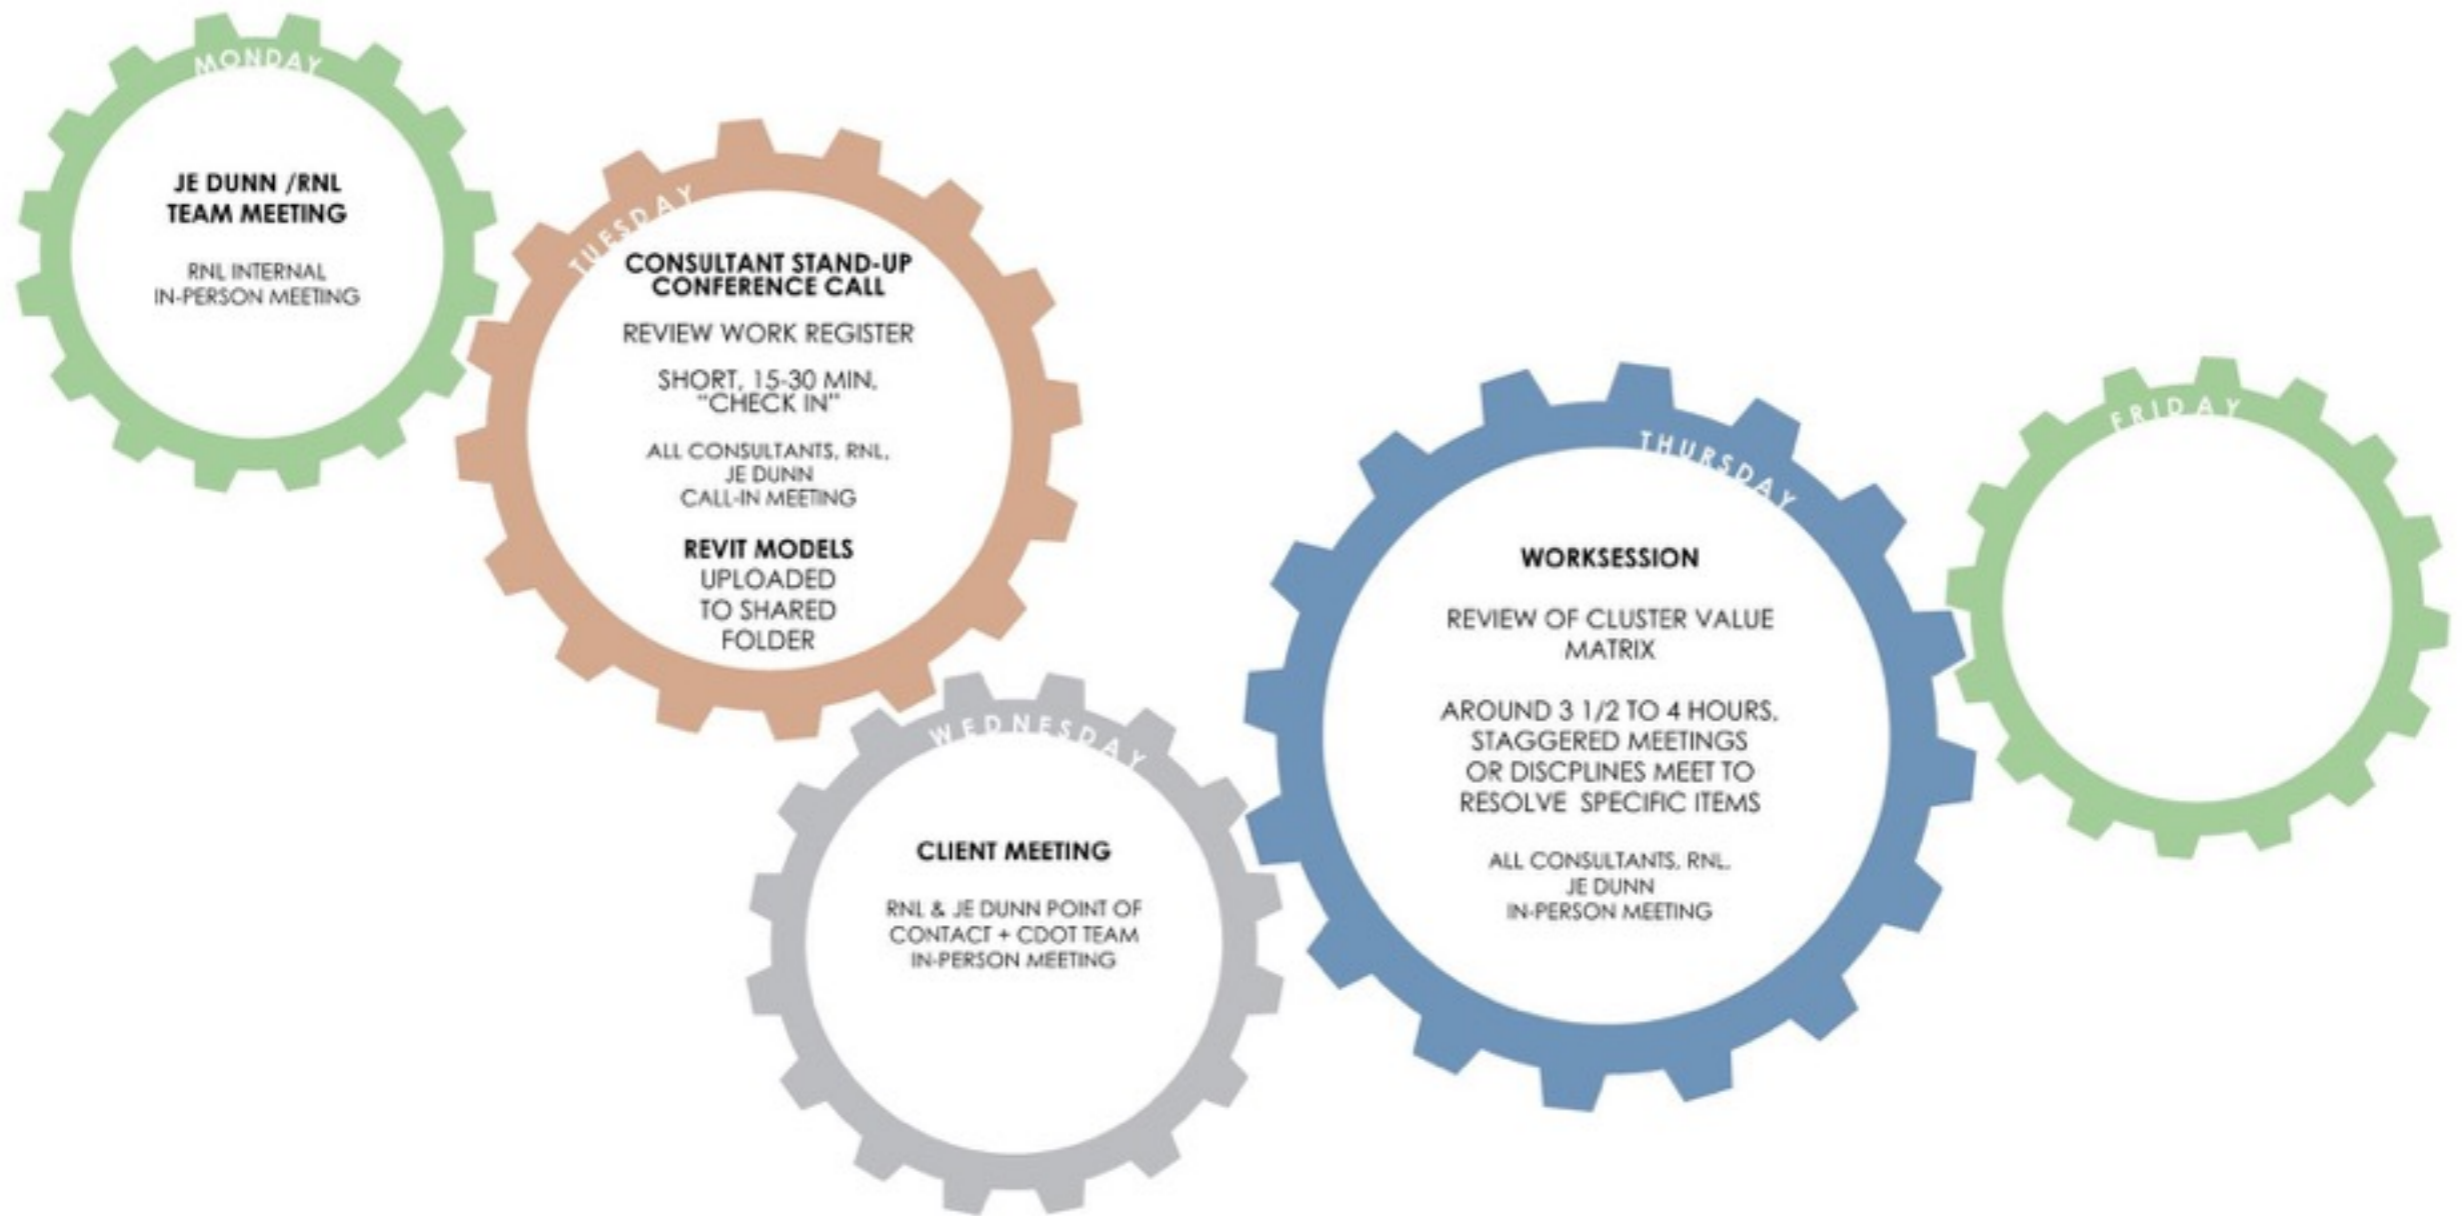 MONDAY
JE DUNN /RNL
TEAM MEETING
RNL INTERNAL
IN-PERSON MEETING
TUESDAY
CONSULTANT STAND-UP
CONFERENCE CALL
REVIEW WORK REGISTER
SHORT, 15-30 MIN.
"CHECK IN"
ALL CONSULTANTS, RNL,
JE DUNN
CALL-IN MEETING
REVIT MODELS
UPLOADED
TO SHARED
FOLDER
WEDNESDAY
CLIENT MEETING
RNL & JE DUNN POINT OF
CONTACT + CDOT TEAM
IN-PERSON MEETING
THURSDAY
WORKSESSION
REVIEW OF CLUSTER VALUE
MATRIX
AROUND 3 1/2 TO 4 HOURS.
STAGGERED MEETINGS
OR DISCPLINES MEET TO
RESOLVE SPECIFIC ITEMS
ALL CONSULTANTS, RNL,
JE DUNN
IN-PERSON MEETING
FRIDAY